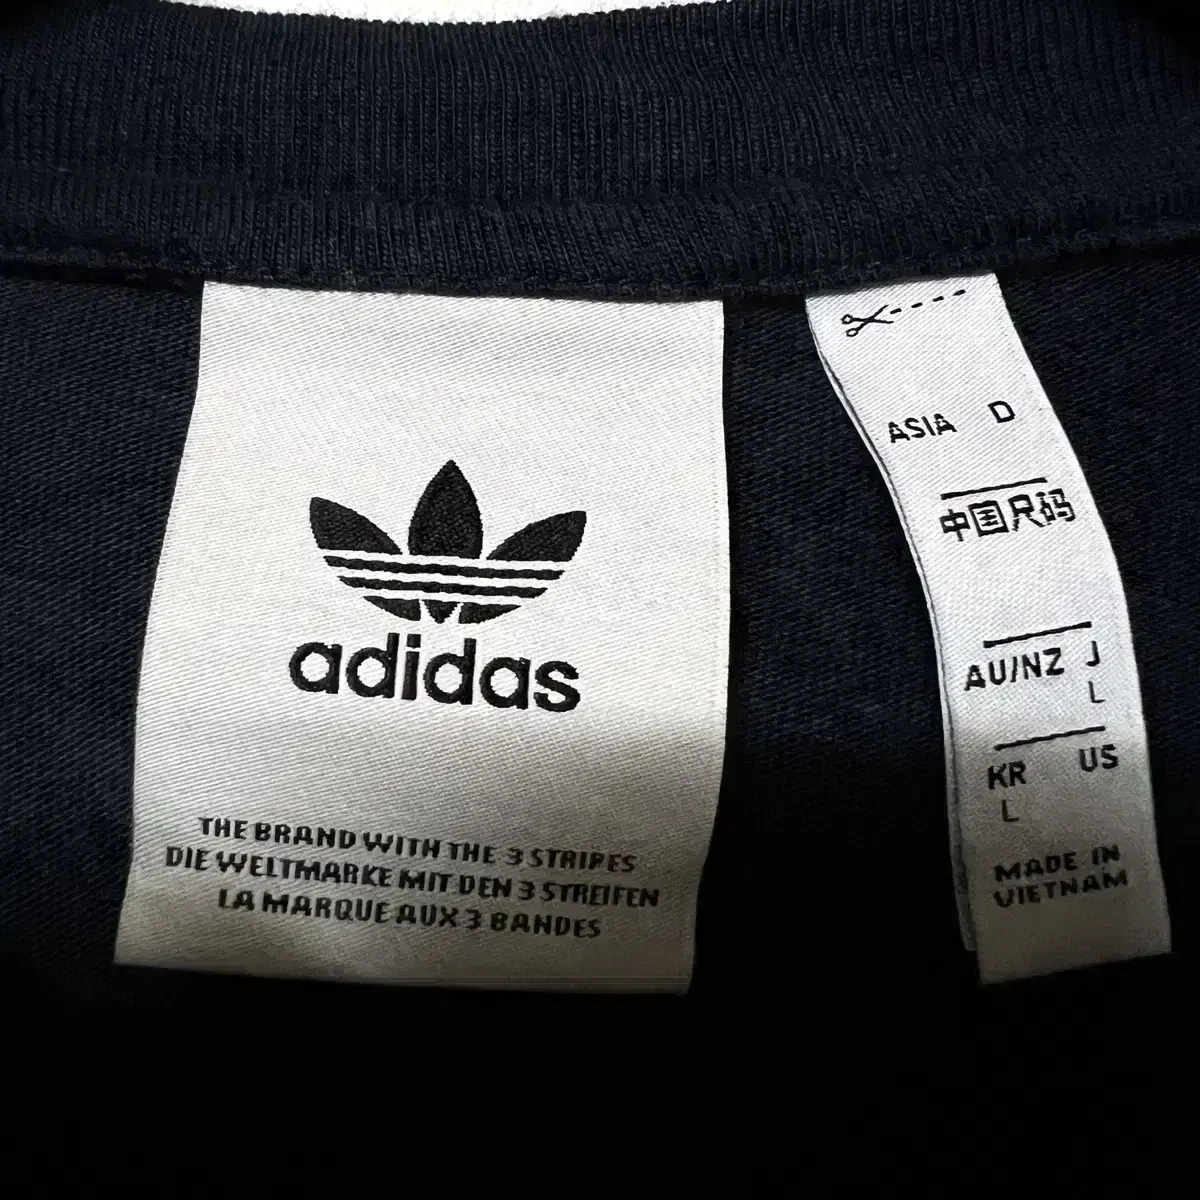 adidas
THE BRAND WITH THE 3 STRIPES
DIE WELTMARKE MIT DEN 3 STREIFEN
LA MARQUE AUX 3 BANDES
ASIA D
中国尺码
AU/NZ J
L
KR US
L
MADE IN
VIETNAM